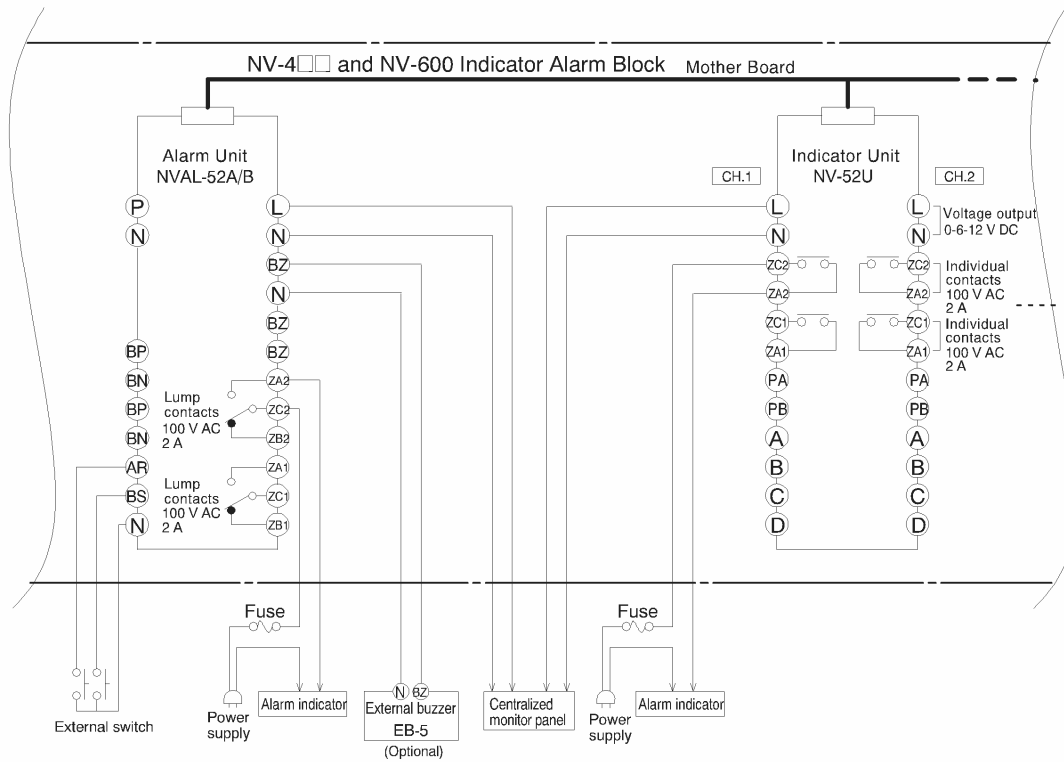 NV-4□□ and NV-600 Indicator Alarm Block Mother Board
Alarm Unit
NVAL-52A/B
P
N
BP
BN
BP
BN
AR
BS
N
L
N
BZ
N
BZ
BZ
ZA2
ZC2
ZB2
ZA1
ZC1
ZB1
Lump
contacts
100 V AC
2 A
Lump
contacts
100 V AC
2 A
CH.1
Indicator Unit
NV-52U
CH.2
L
N
ZC2
ZA2
ZC1
ZA1
PA
PB
A
B
C
D
L
N
ZC2
ZA2
ZC1
ZA1
PA
PB
A
B
C
D
Voltage output
0-6-12 V DC
Individual
contacts
100 V AC
2 A
Individual
contacts
100 V AC
2 A
External switch
Fuse
Power
supply
Alarm indicator
N
BZ
External buzzer
EB-5
(Optional)
Centralized
monitor panel
Fuse
Power
supply
Alarm indicator